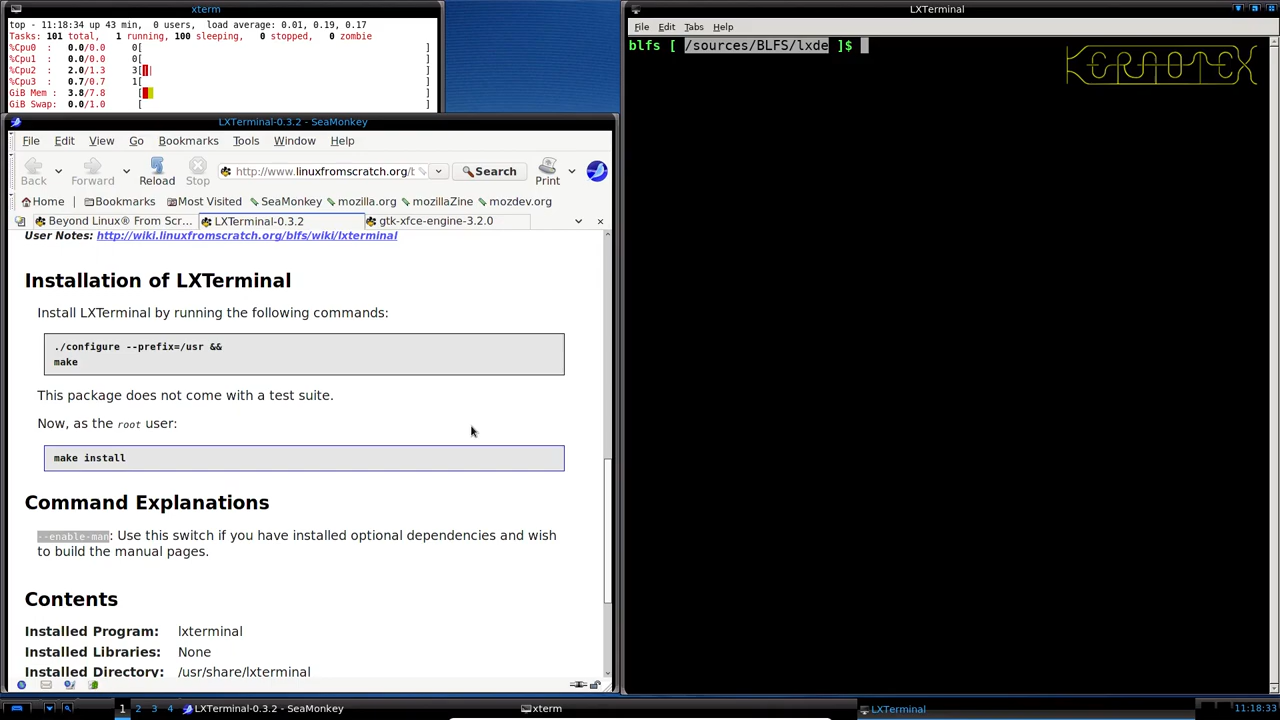 xterm
top - 11:18:34 up 43 min, 0 users, load average: 0.01, 0.19, 0.17
Tasks: 101 total, 1 running, 100 sleeping, 0 stopped, 0 zombie
%Cpu0 : 0.0/0.0 0[ ]
%Cpu1 : 0.0/0.0 0[ ]
%Cpu2 : 2.0/1.3 3[|| ]
%Cpu3 : 0.7/0.7 1[ ]
GiB Mem : 3.8/7.8 [ ]
GiB Swap: 0.0/1.0 [ ]
LXTerminal-0.3.2 - SeaMonkey
File Edit View Go Bookmarks Tools Window Help
Back Forward Reload Stop http://www.linuxfromscratch.org/b Search Print
Home Bookmarks Most Visited SeaMonkey mozilla.org mozillaZine mozdev.org
Beyond Linux® From Scr... LXTerminal-0.3.2 gtk-xfce-engine-3.2.0
User Notes: http://wiki.linuxfromscratch.org/blfs/wiki/lxterminal
Installation of LXTerminal
Install LXTerminal by running the following commands:
./configure --prefix=/usr &&
make
This package does not come with a test suite.
Now, as the root user:
make install
Command Explanations
--enable-man: Use this switch if you have installed optional dependencies and wish
to build the manual pages.
Contents
Installed Program: lxterminal
Installed Libraries: None
Installed Directory: /usr/share/lxterminal
LXTerminal
File Edit Tabs Help
blfs [ /sources/BLFS/lxde ]$
KERAOTEX
1 2 3 4 LXTerminal-0.3.2 - SeaMonkey xterm LXTerminal 11:18:33